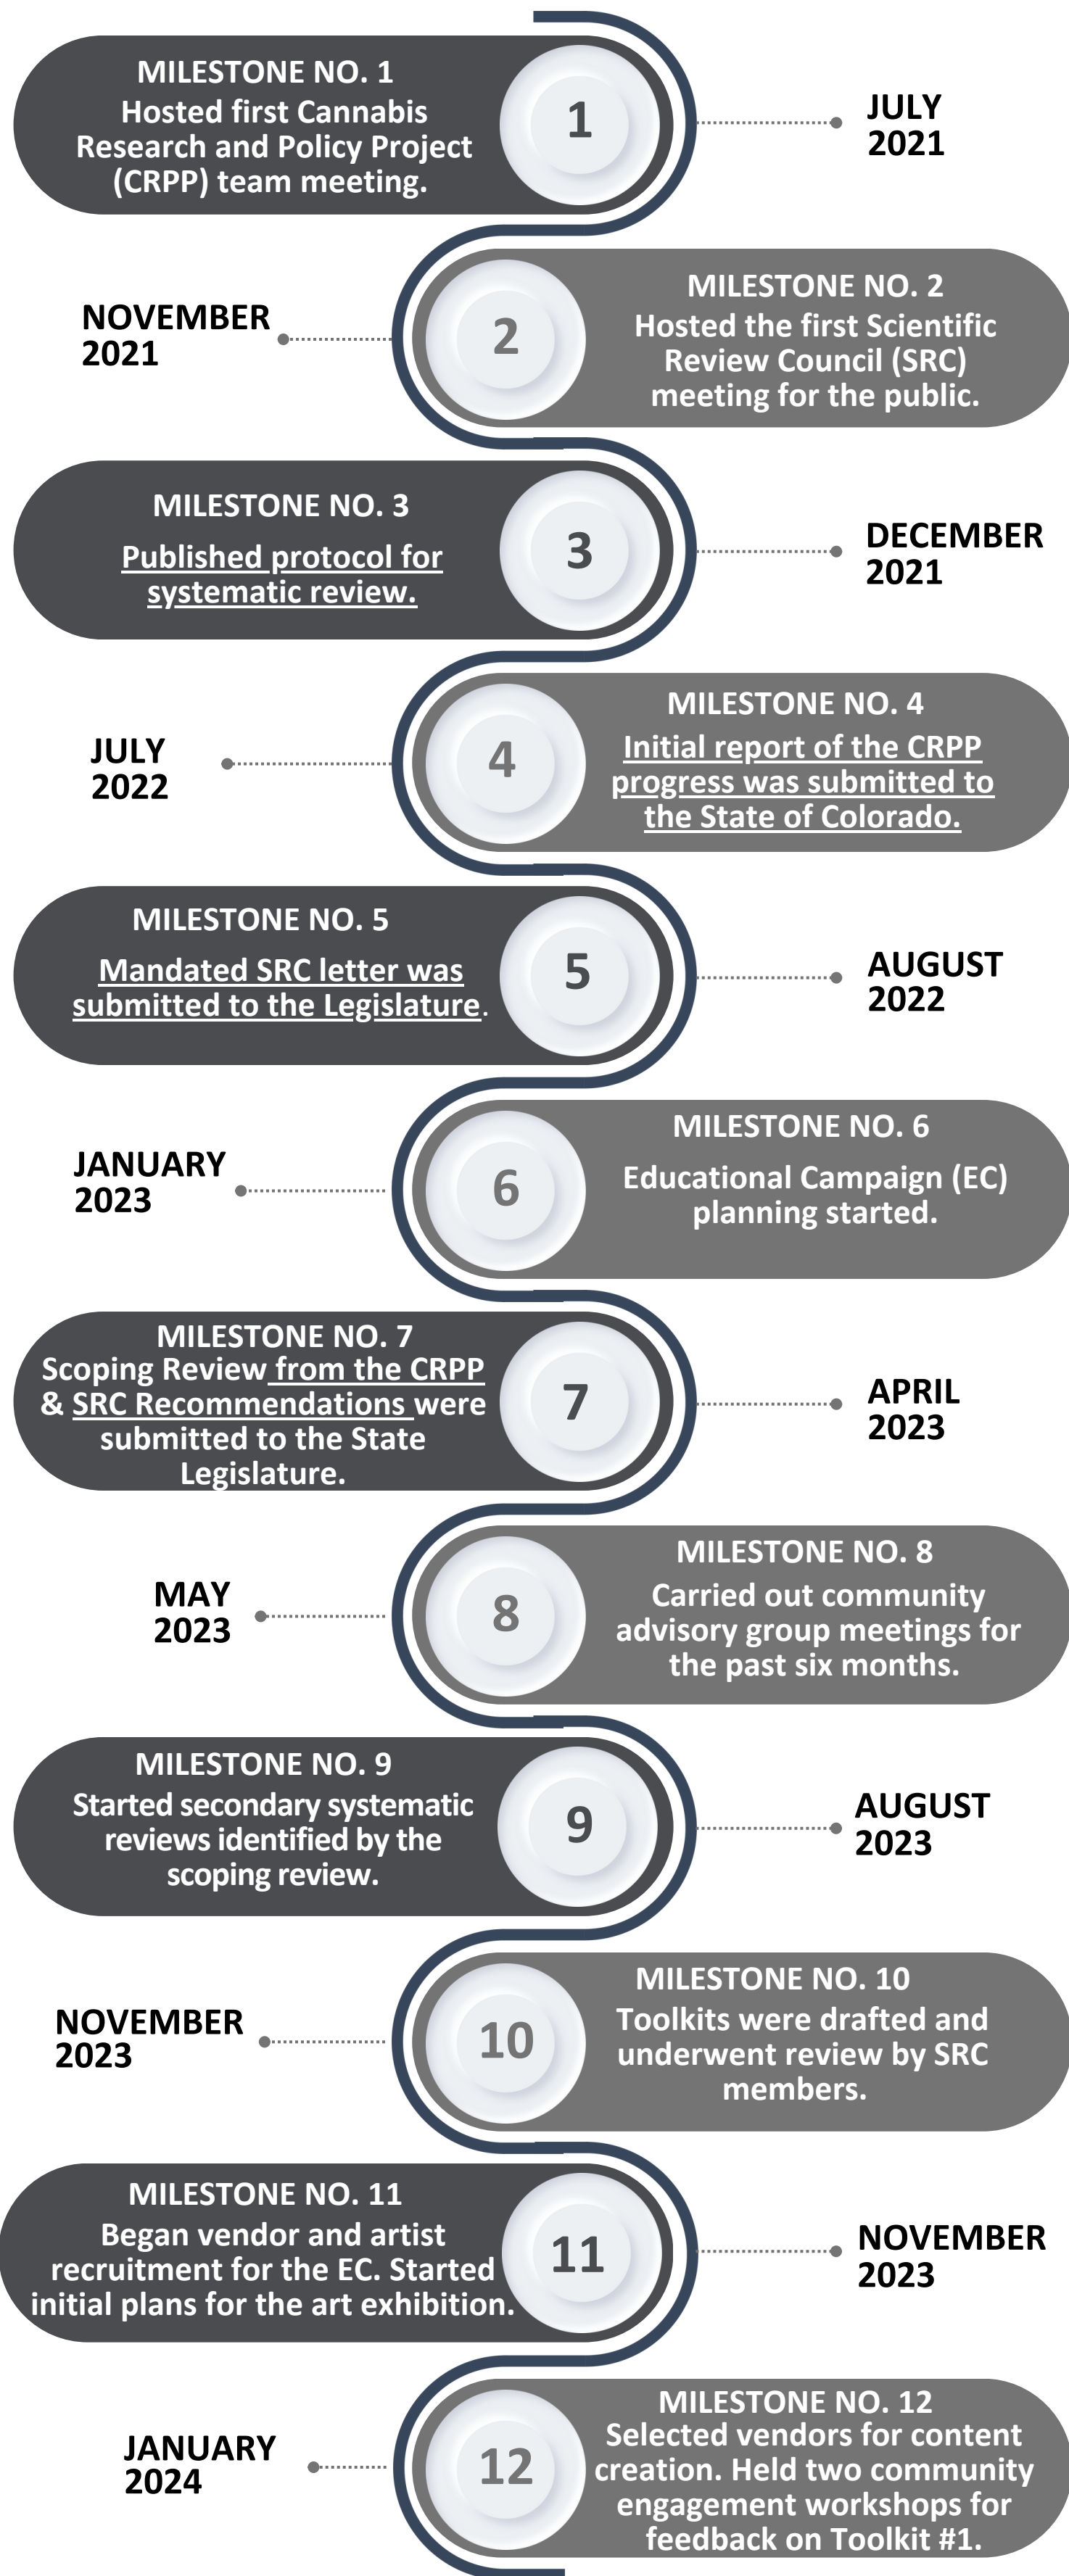 MILESTONE NO. 1
Hosted first Cannabis
Research and Policy Project
(CRPP) team meeting.
1
JULY
2021
NOVEMBER
2021
2
MILESTONE NO. 2
Hosted the first Scientific
Review Council (SRC)
meeting for the public.
MILESTONE NO. 3
Published protocol for
systematic review.
3
DECEMBER
2021
JULY
2022
4
MILESTONE NO. 4
Initial report of the CRPP
progress was submitted to
the State of Colorado.
MILESTONE NO. 5
Mandated SRC letter was
submitted to the Legislature.
5
AUGUST
2022
JANUARY
2023
6
MILESTONE NO. 6
Educational Campaign (EC)
planning started.
MILESTONE NO. 7
Scoping Review from the CRPP
& SRC Recommendations were
submitted to the State
Legislature.
7
APRIL
2023
MAY
2023
8
MILESTONE NO. 8
Carried out community
advisory group meetings for
the past six months.
MILESTONE NO. 9
Started secondary systematic
reviews identified by the
scoping review.
9
AUGUST
2023
NOVEMBER
2023
10
MILESTONE NO. 10
Toolkits were drafted and
underwent review by SRC
members.
MILESTONE NO. 11
Began vendor and artist
recruitment for the EC. Started
initial plans for the art exhibition.
11
NOVEMBER
2023
JANUARY
2024
12
MILESTONE NO. 12
Selected vendors for content
creation. Held two community
engagement workshops for
feedback on Toolkit #1.